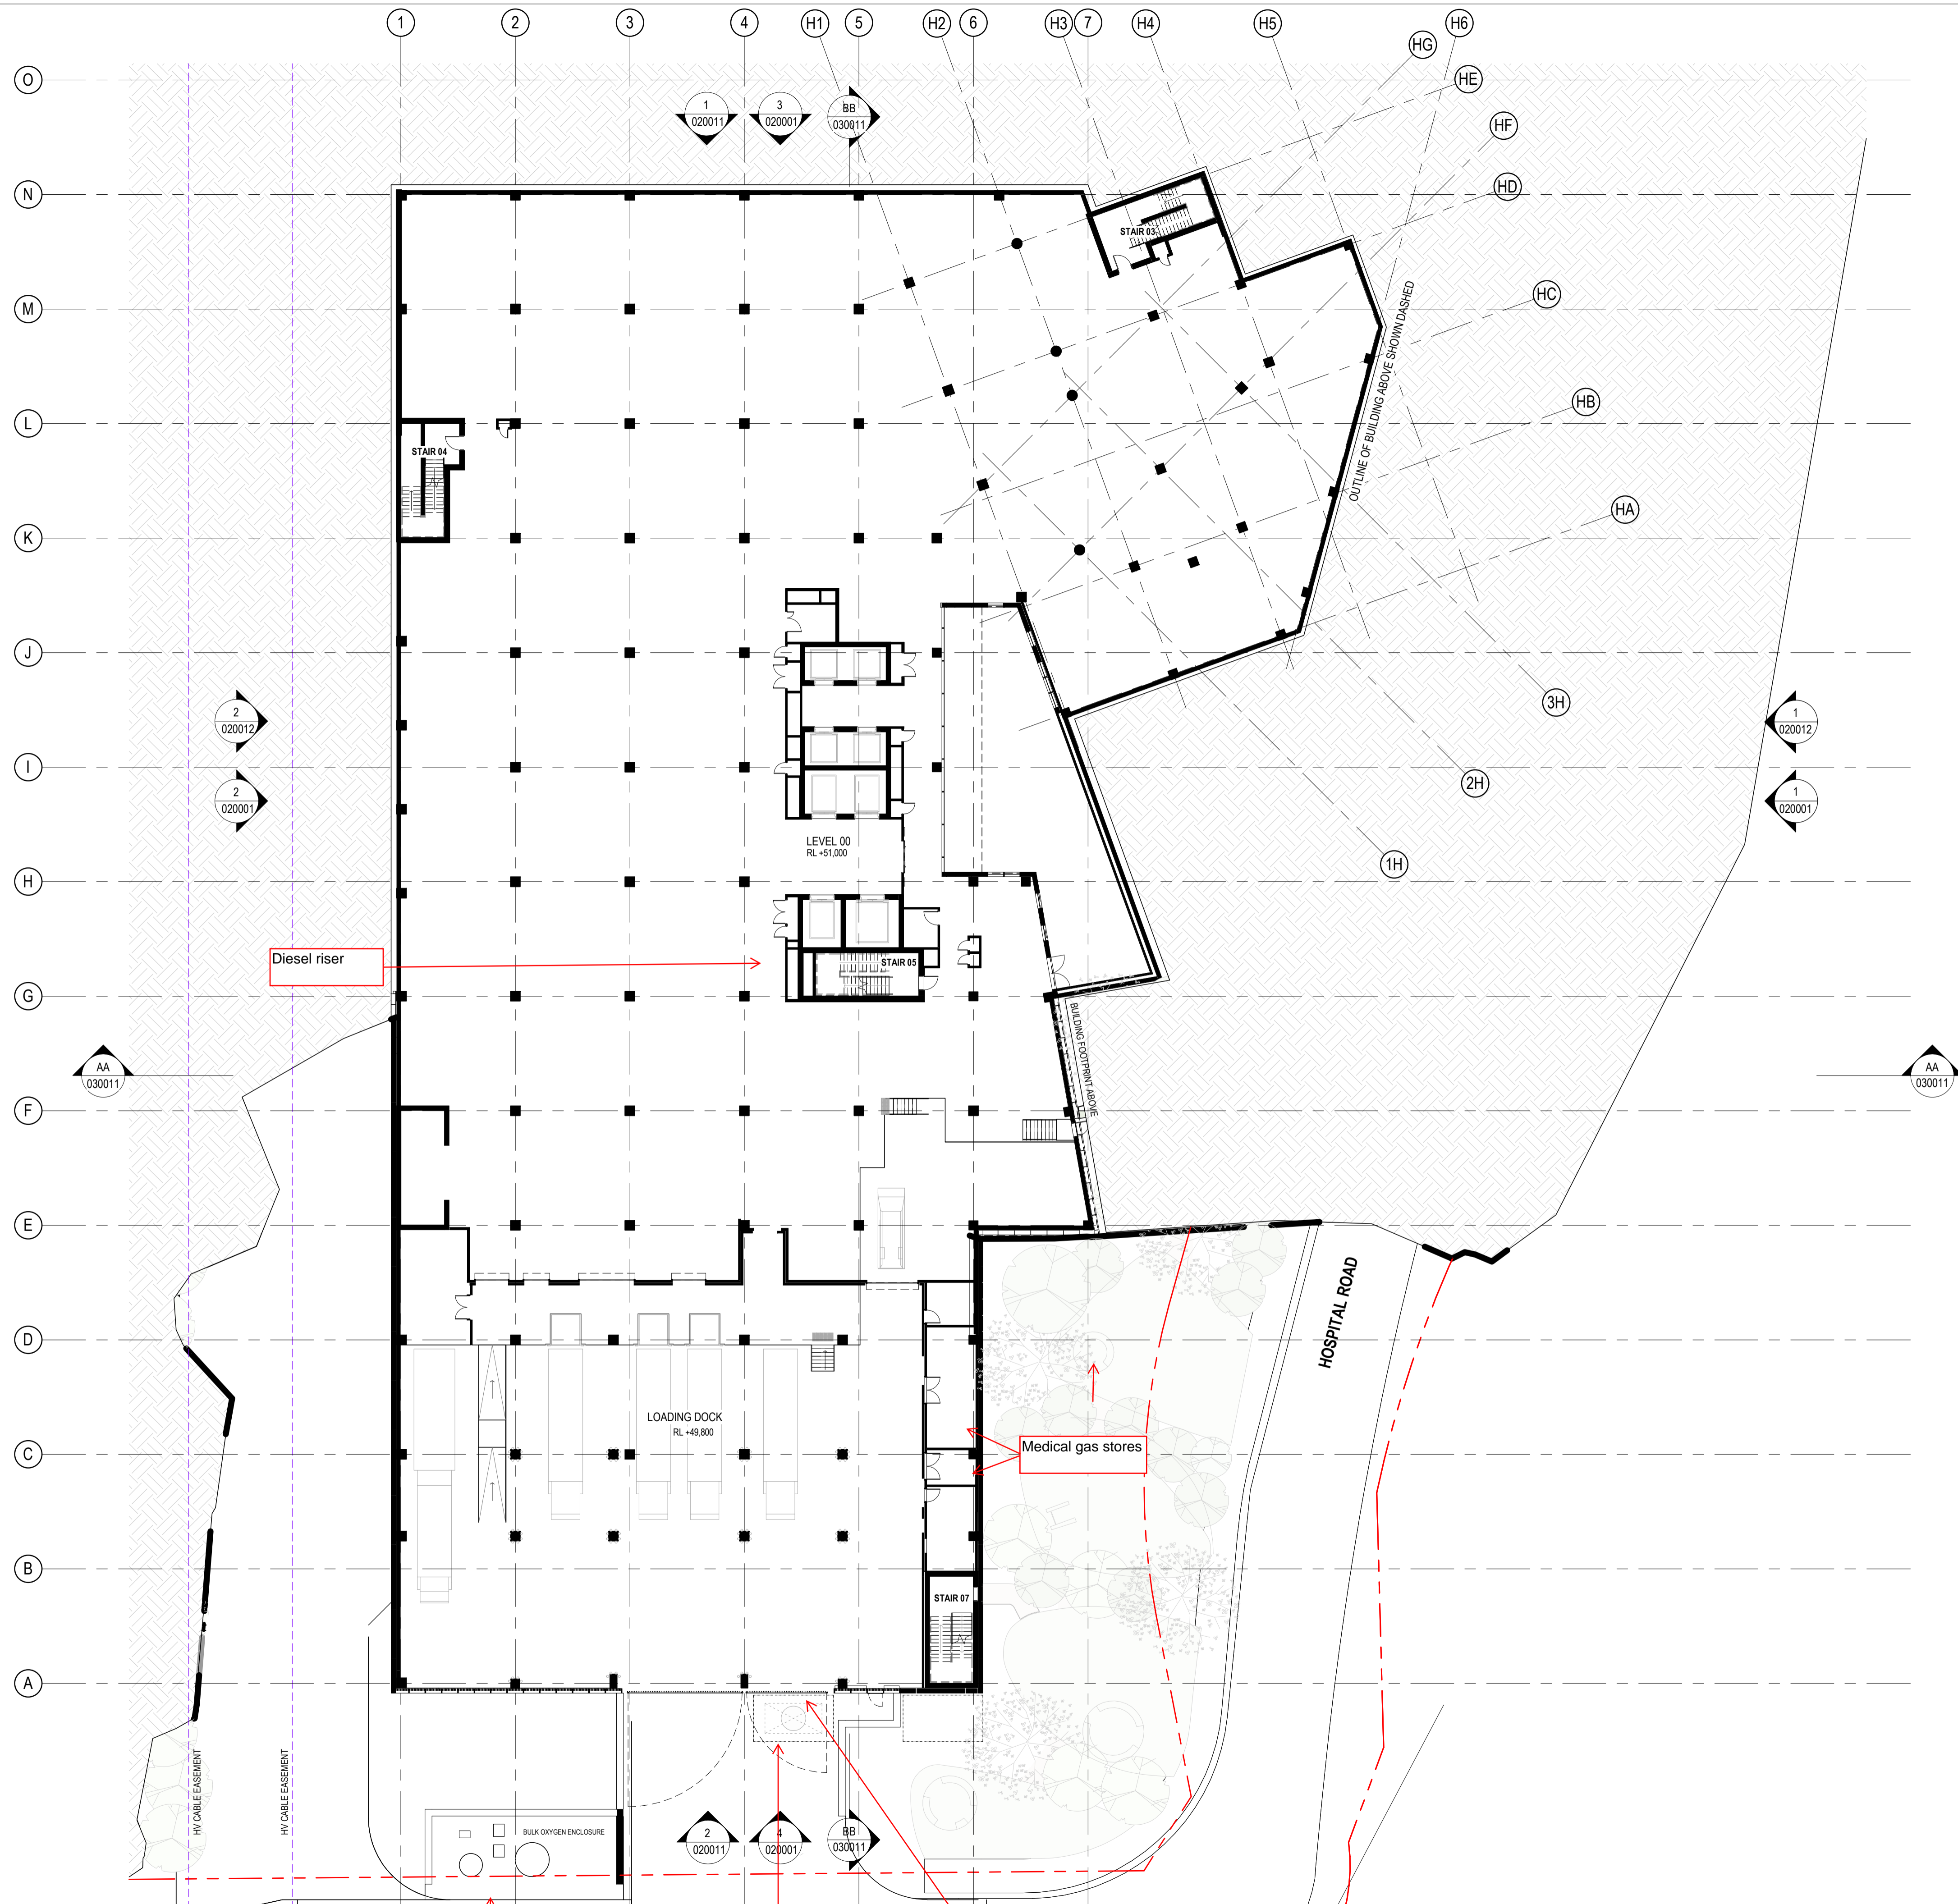 1
2
3
4
H1
5
H2
6
H3
7
H4
H5
H6
HG
O
HE
1
020011
3
020001
BB
030011
HF
HD
N
STAIR 03
HC
M
OUTLINE OF BUILDING ABOVE SHOWN DASHED
HB
L
STAIR 04
HA
K
J
3H
2
020012
1
020012
I
2H
2
020001
1
020001
LEVEL 00
RL +51,000
1H
H
Diesel riser
STAIR 05
G
BUILDING FOOTPRINT ABOVE
AA
030011
AA
030011
F
E
HOSPITAL ROAD
D
LOADING DOCK
RL +49,800
Medical gas stores
C
B
STAIR 07
A
HV CABLE EASEMENT
HV CABLE EASEMENT
BULK OXYGEN ENCLOSURE
2
020011
4
020001
BB
030011